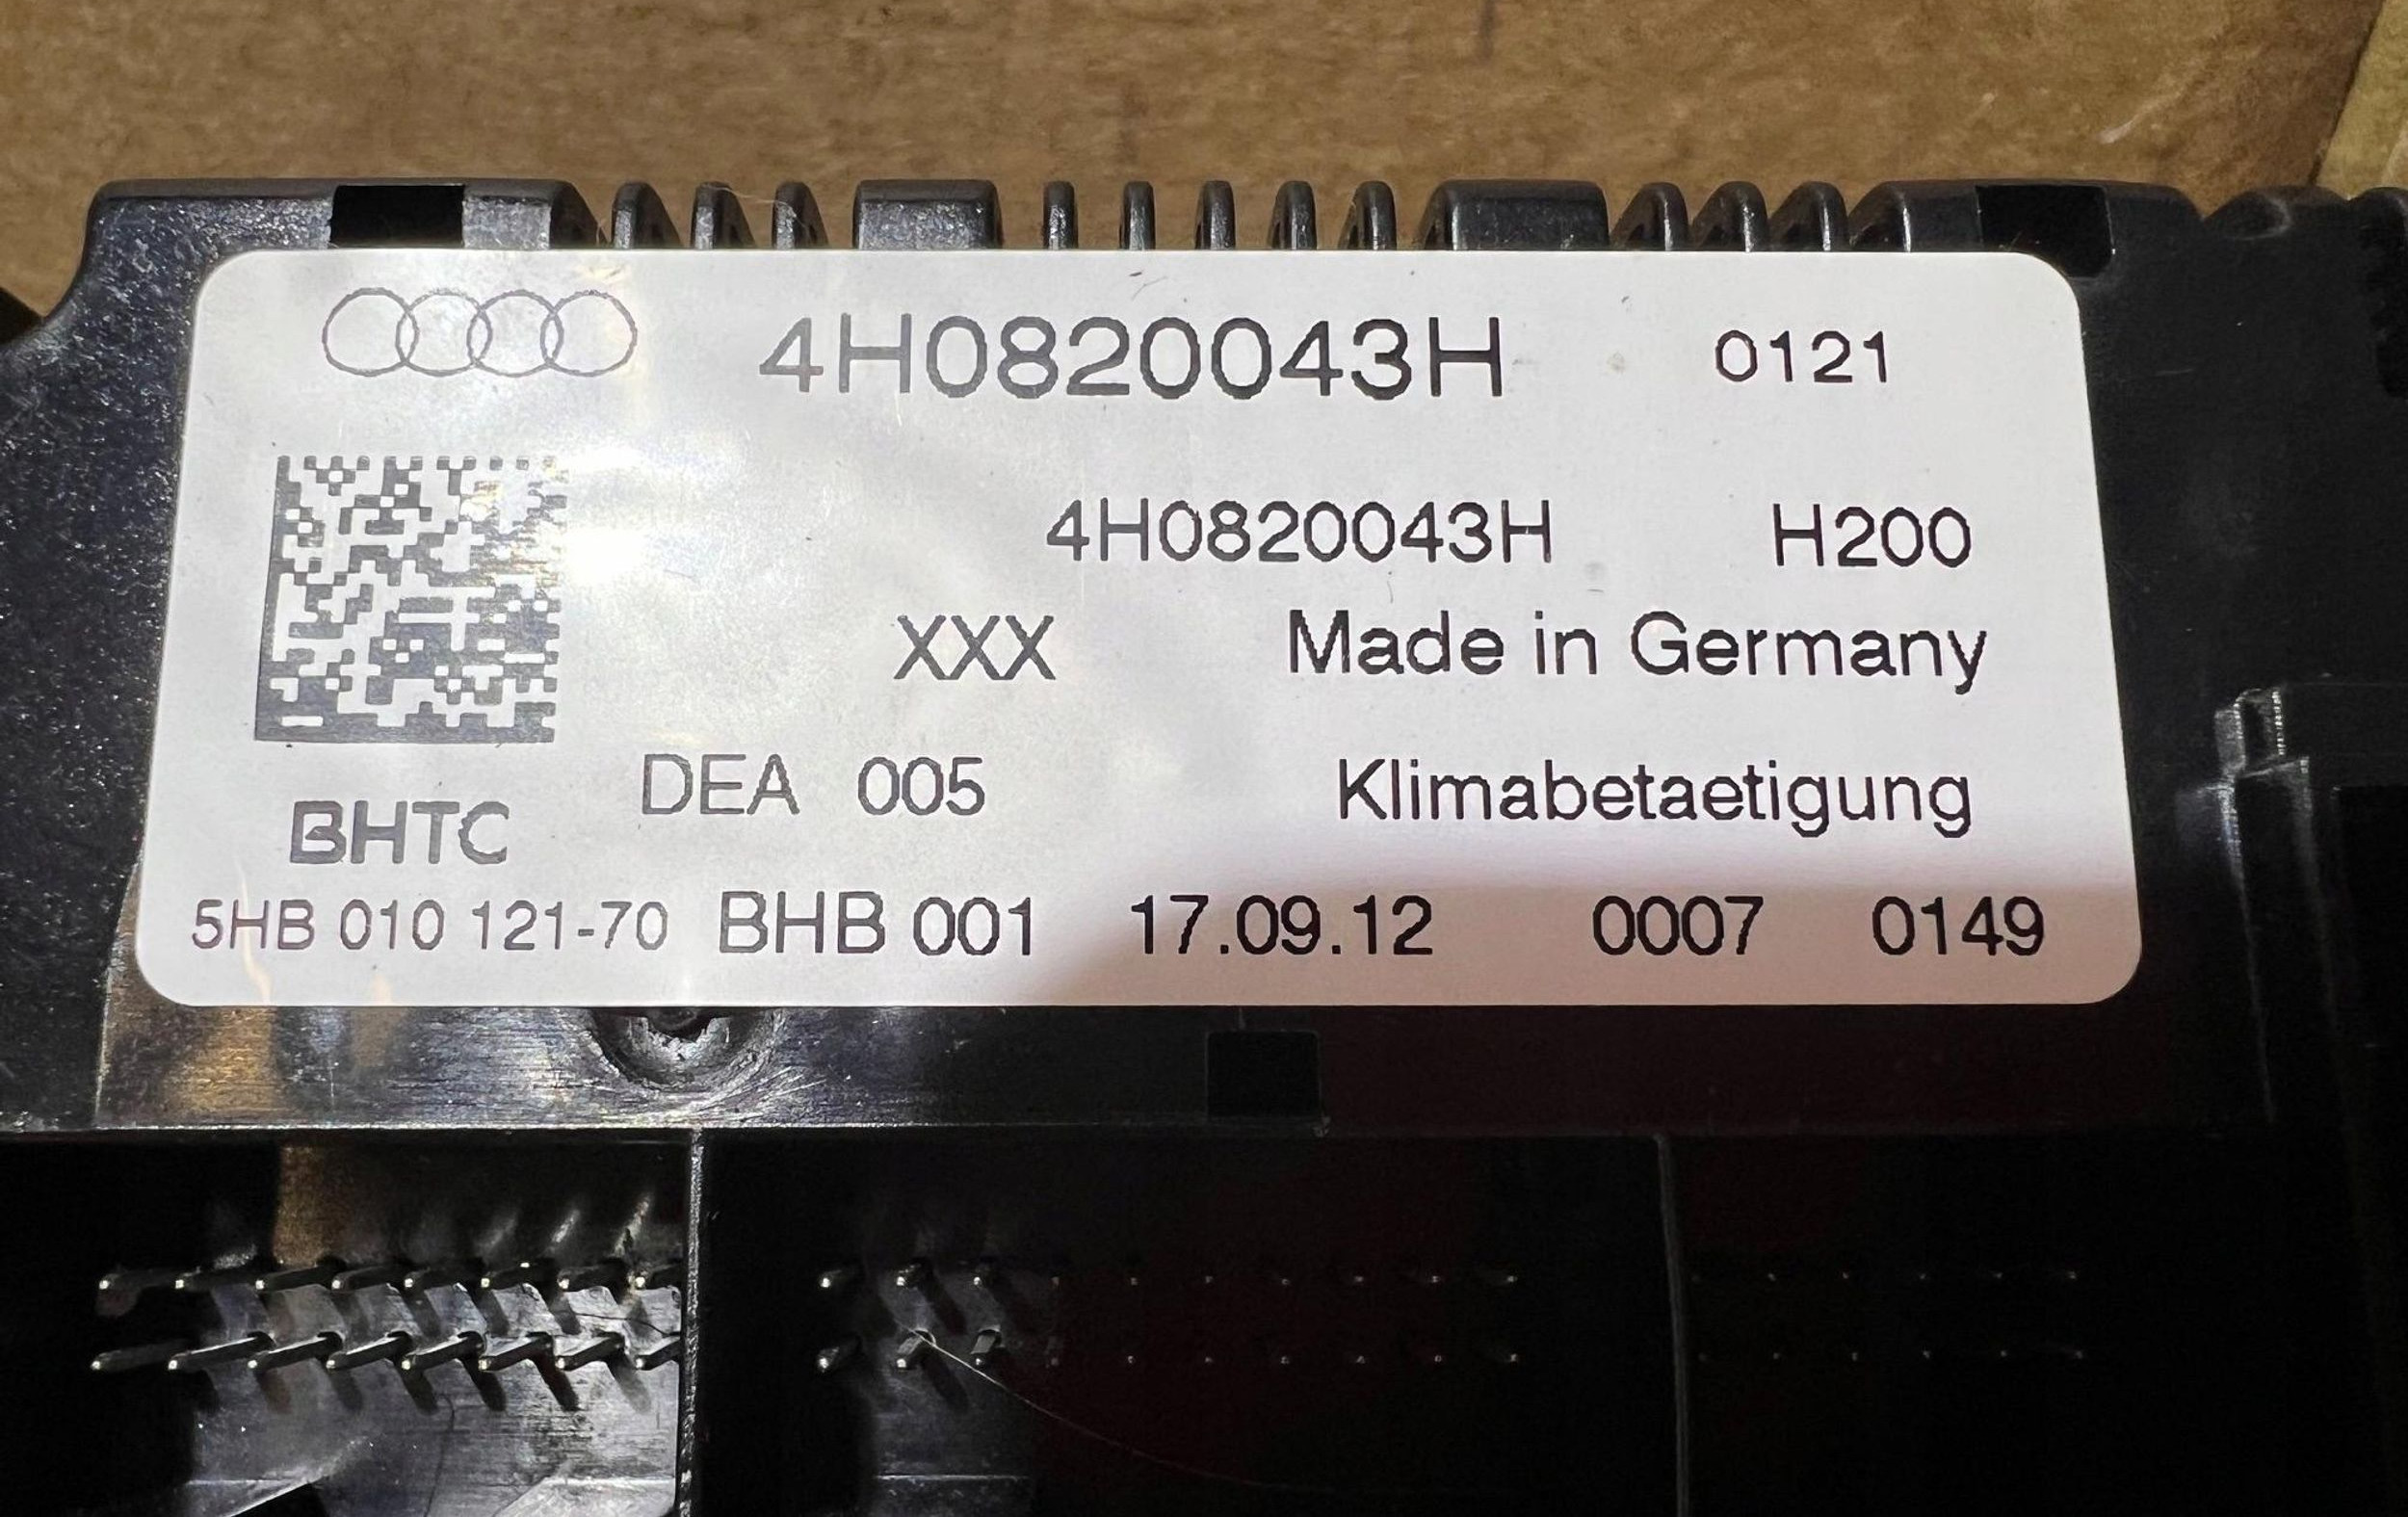 4H0820043H 0121
4H0820043H H200
XXX Made in Germany
DEA 005 Klimabetaetigung
BHTC
5HB 010 121-70 BHB 001 17.09.12 0007 0149